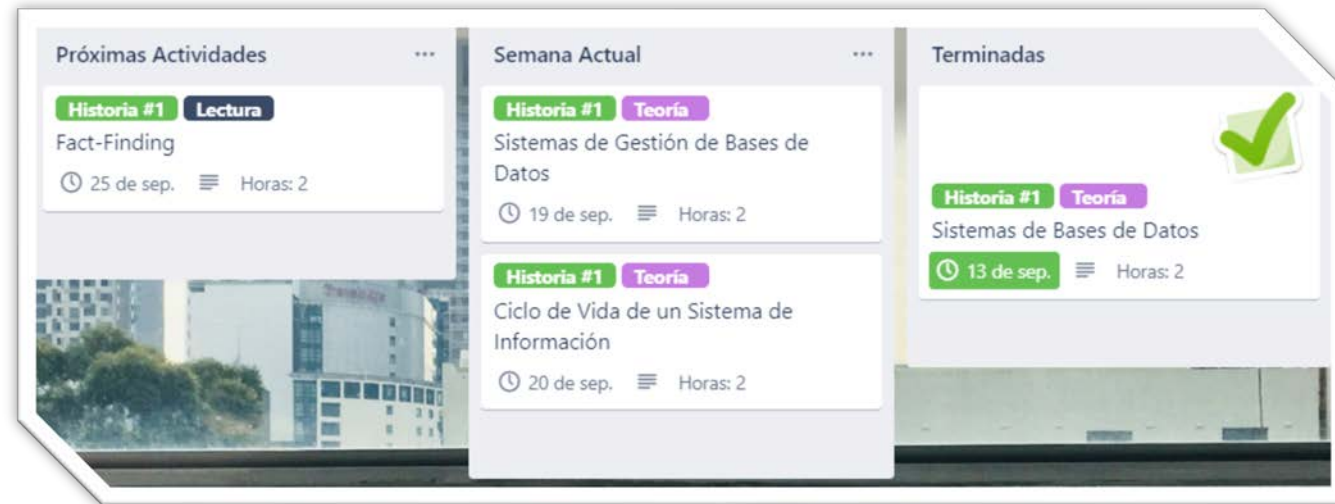 Próximas Actividades
Historia #1 Lectura
Fact-Finding
25 de sep. Horas: 2
Semana Actual
Historia #1 Teoría
Sistemas de Gestión de Bases de
Datos
19 de sep. Horas: 2
Historia #1 Teoría
Ciclo de Vida de un Sistema de
Información
20 de sep. Horas: 2
Terminadas
Historia #1 Teoría
Sistemas de Bases de Datos
13 de sep. Horas: 2